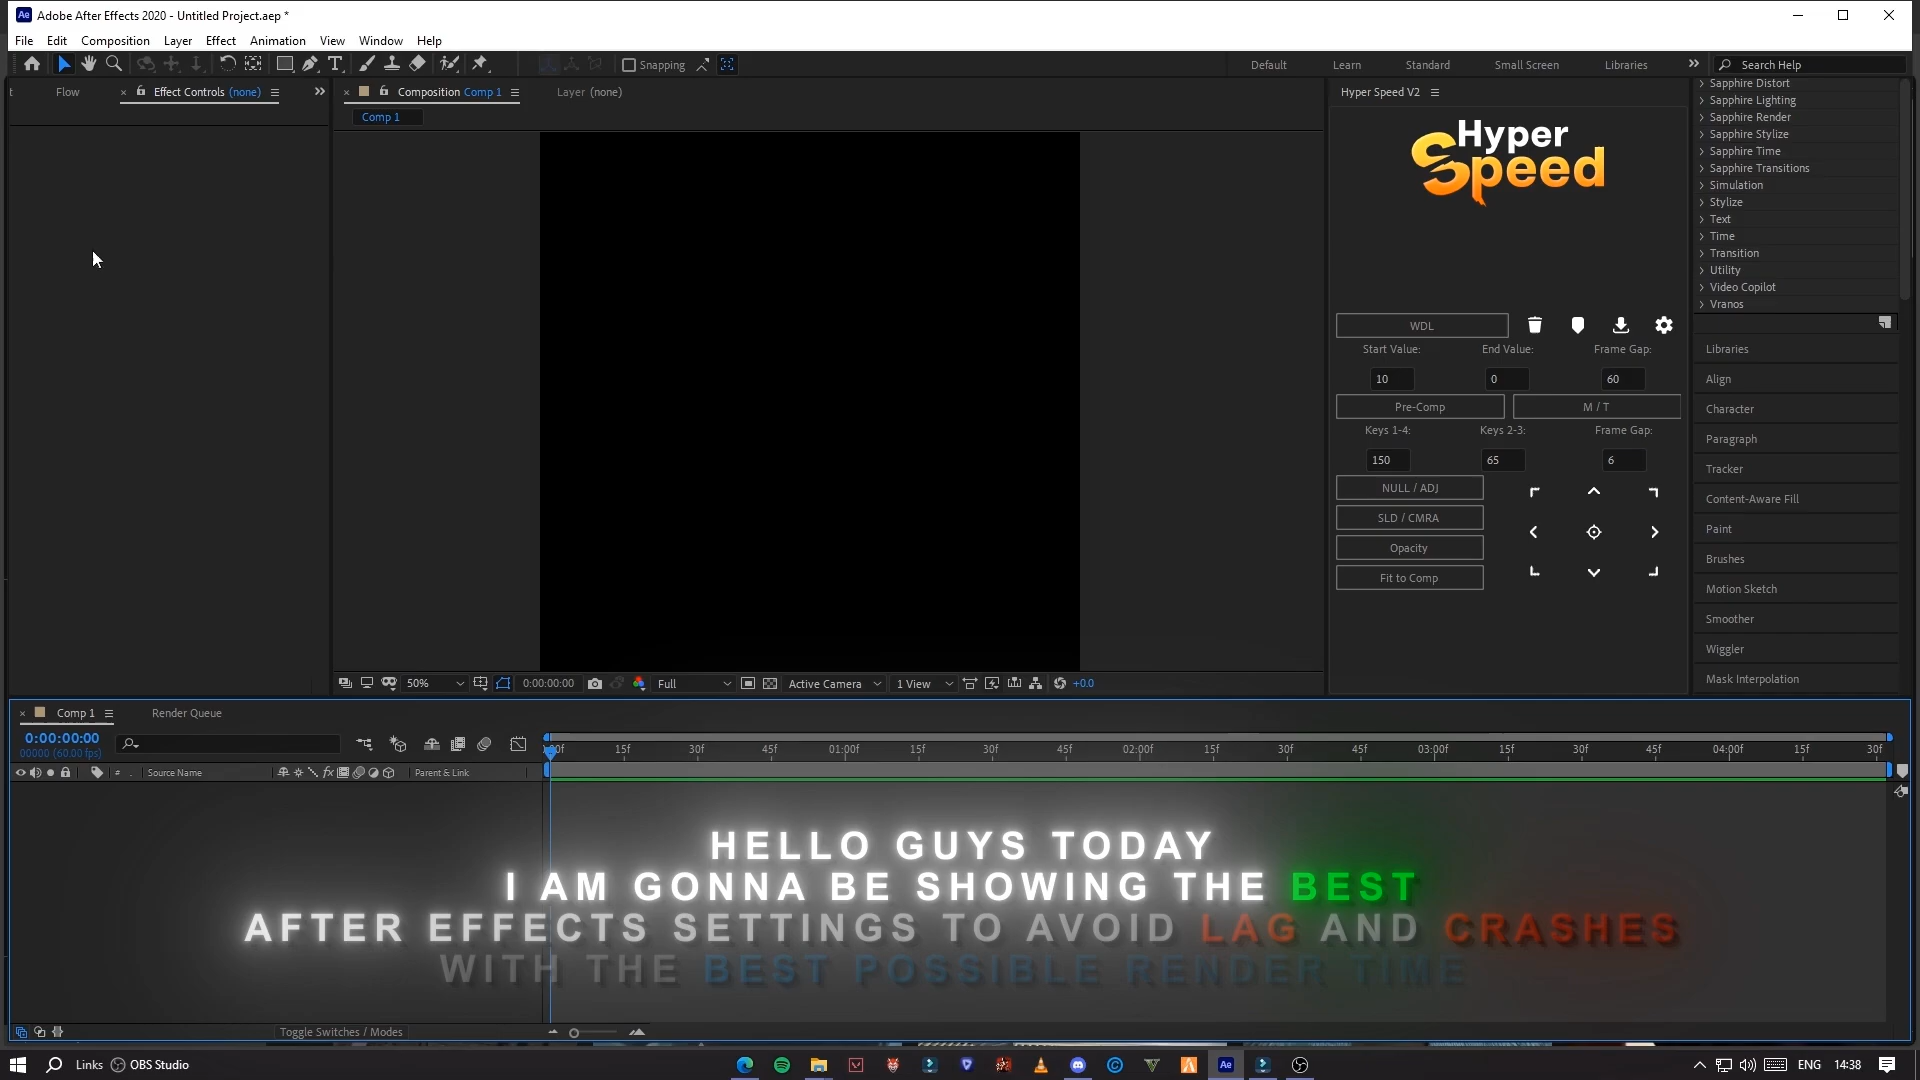 Ae Adobe After Effects 2020 - Untitled Project.aep *
File Edit Composition Layer Effect Animation View Window Help
Snapping
Default Learn Standard Small Screen Libraries Search Help
Flow Effect Controls (none)
Composition Comp 1
Layer (none)
Comp 1
Hyper Speed V2
Hyper
Speed
WDL
Start Value: End Value: Frame Gap:
10 0 60
Pre-Comp M / T
Keys 1-4: Keys 2-3: Frame Gap:
150 65 6
NULL / ADJ
SLD / CMRA
Opacity
Fit to Comp
Sapphire Distort
Sapphire Lighting
Sapphire Render
Sapphire Stylize
Sapphire Time
Sapphire Transitions
Simulation
Stylize
Text
Time
Transition
Utility
Video Copilot
Vranos
Libraries
Align
Character
Paragraph
Tracker
Content-Aware Fill
Paint
Brushes
Motion Sketch
Smoother
Wiggler
Mask Interpolation
50% 0:00:00:00 Full Active Camera 1 View +0.0
Comp 1 Render Queue
0:00:00:00
00000 (60.00 fps)
# . Source Name fx Parent & Link
15f 30f 45f 01:00f 15f 30f 45f 02:00f 15f 30f 45f 03:00f 15f 30f 45f 04:00f 15f 30f
HELLO GUYS TODAY
I AM GONNA BE SHOWING THE BEST
AFTER EFFECTS SETTINGS TO AVOID LAG AND CRASHES
WITH THE BEST POSSIBLE RENDER TIME
Toggle Switches / Modes
Links OBS Studio Ae ENG 14:38